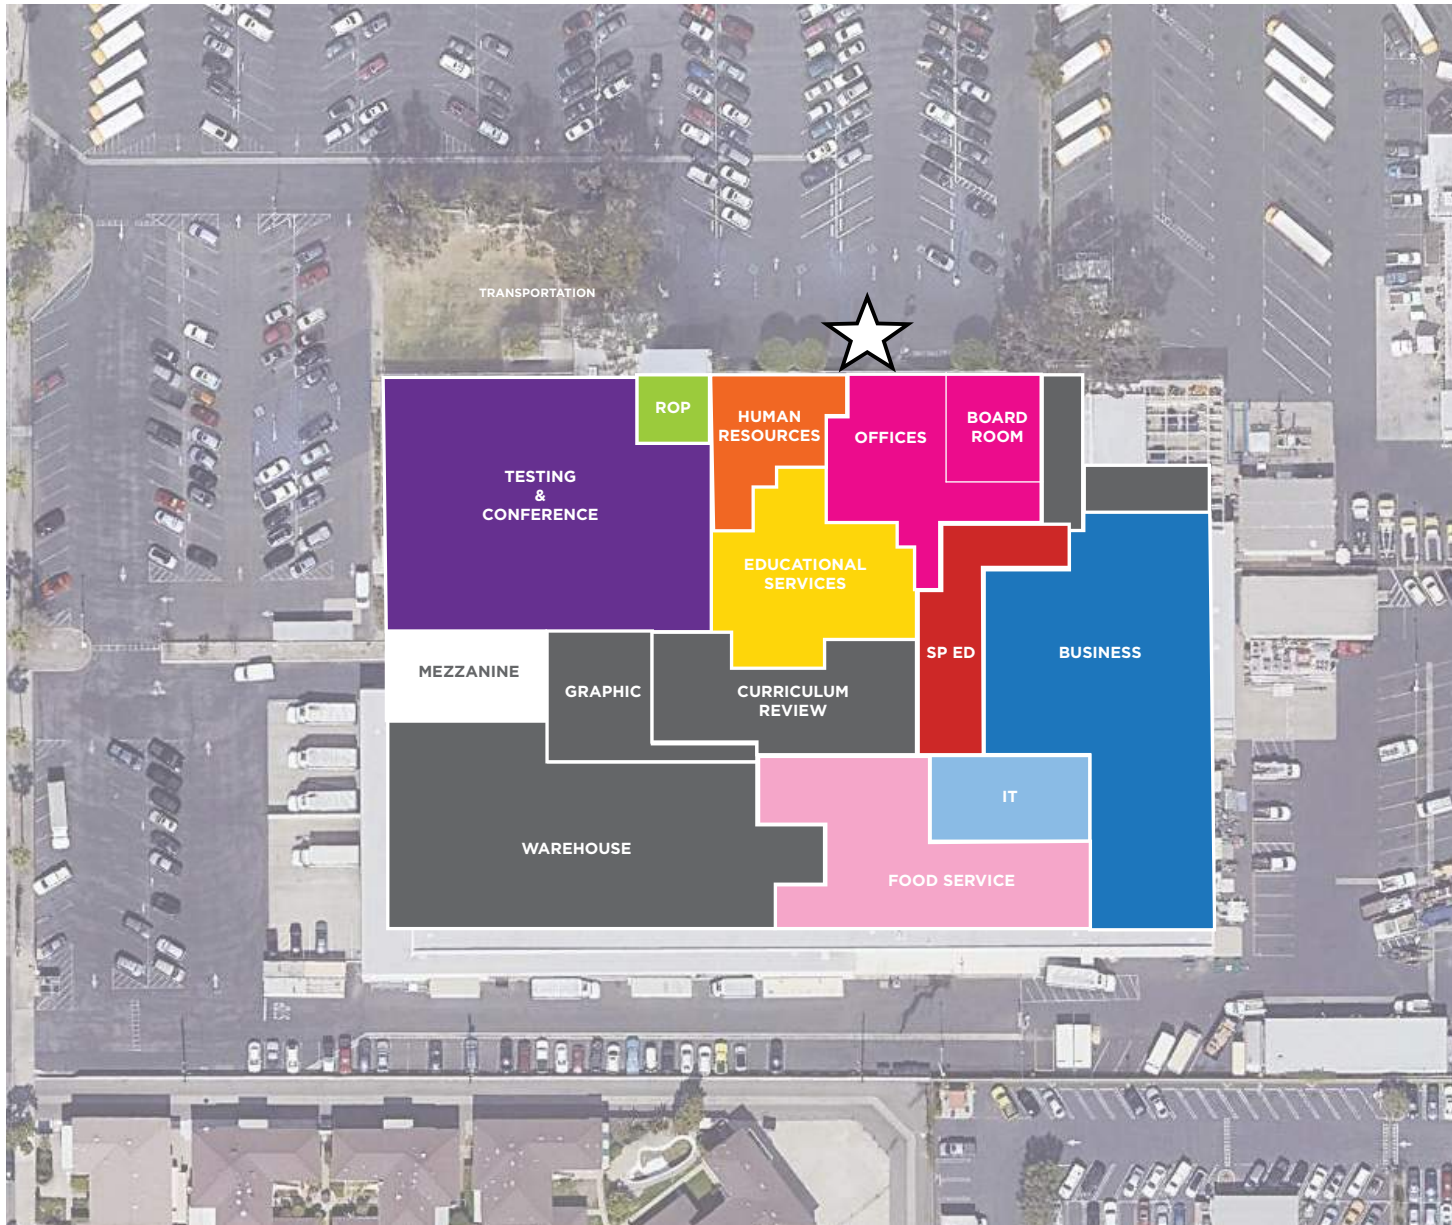 TRANSPORTATION
ROP
HUMAN
RESOURCES
OFFICES
BOARD
ROOM
TESTING
&
CONFERENCE
EDUCATIONAL
SERVICES
SP ED
BUSINESS
MEZZANINE
GRAPHIC
CURRICULUM
REVIEW
IT
WAREHOUSE
FOOD SERVICE